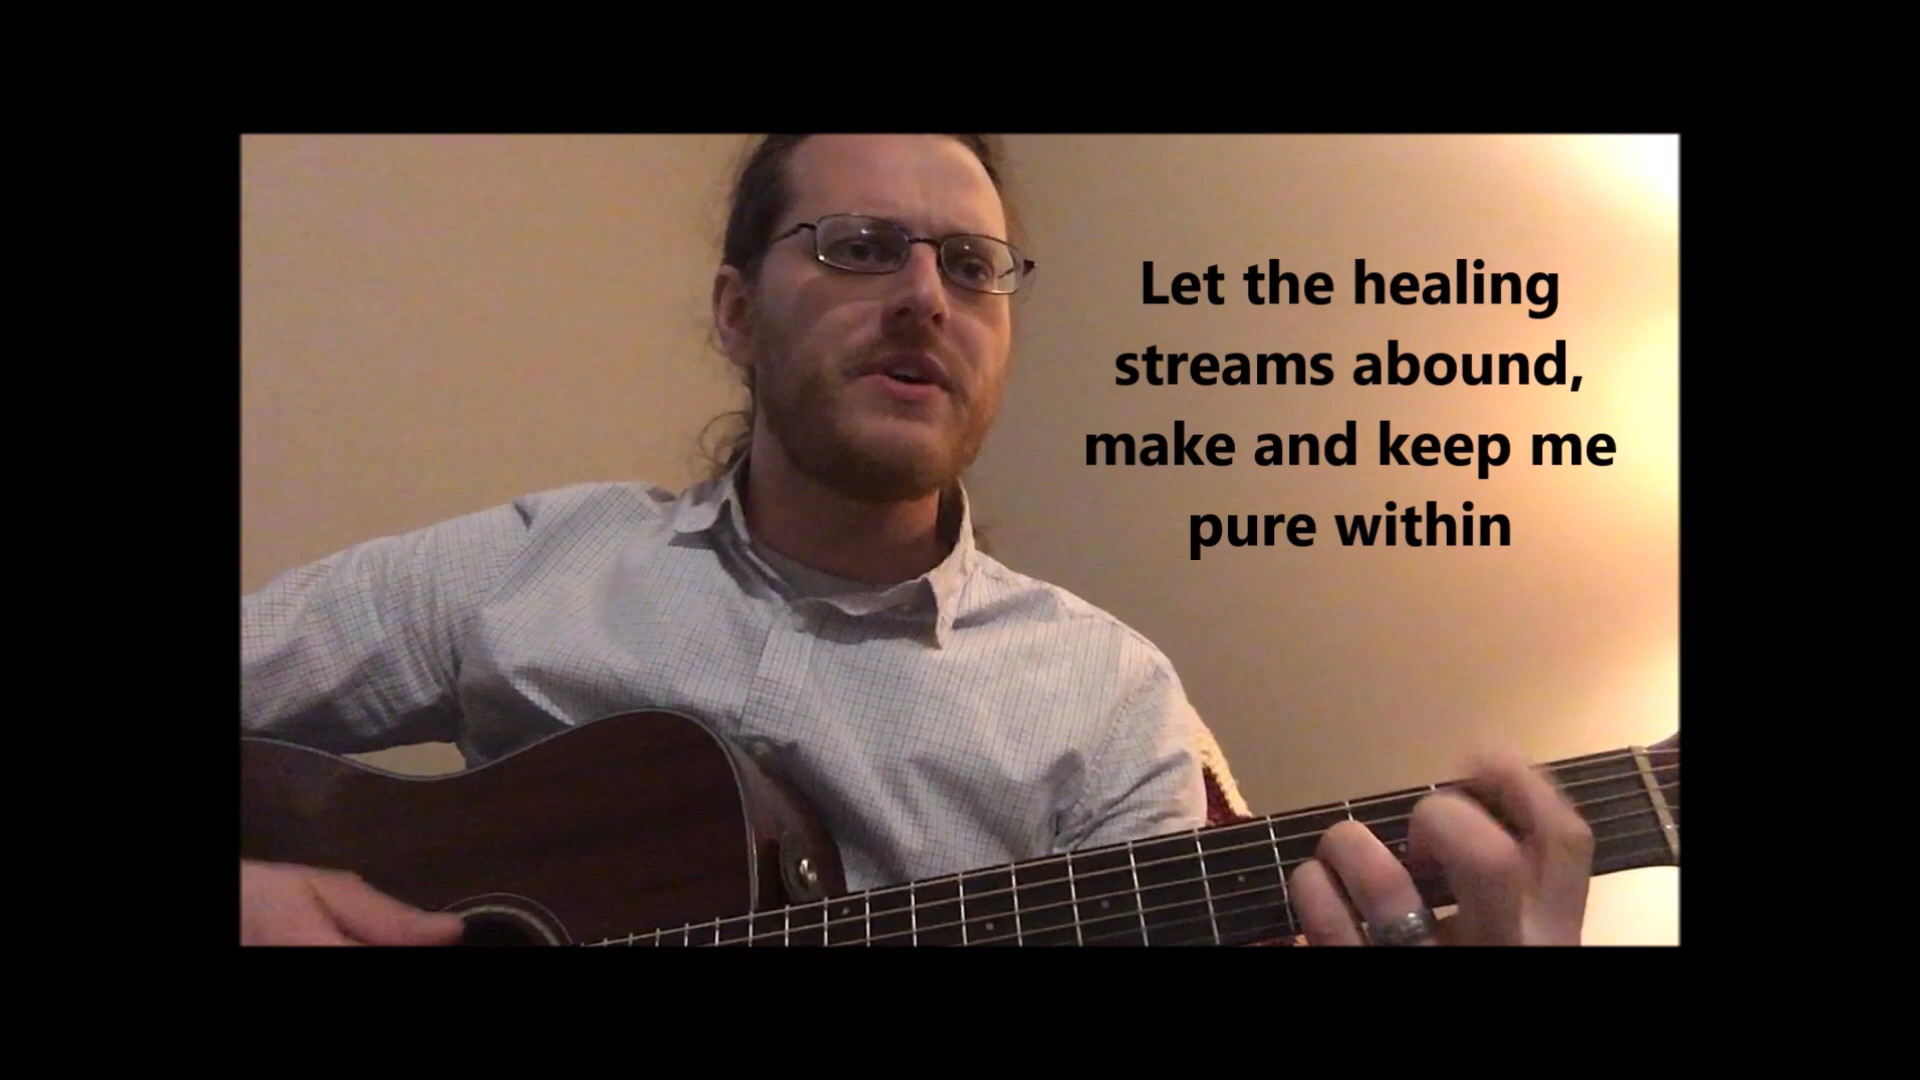 Let the healing
streams abound,
make and keep me
pure within